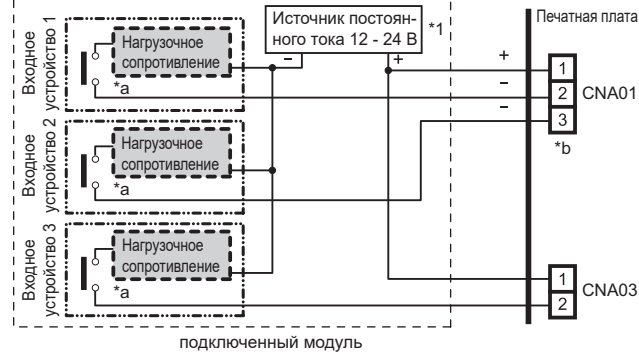 Источник постоян-
ного тока 12 - 24 В
*1
Печатная плата
Входное
устройство 1
Нагрузочное
сопротивление
*a
–
+
+
–
–
1
2
3
CNA01
*b
Входное
устройство 2
Нагрузочное
сопротивление
*a
Входное
устройство 3
Нагрузочное
сопротивление
*a
1
2
CNA03
подключенный модуль